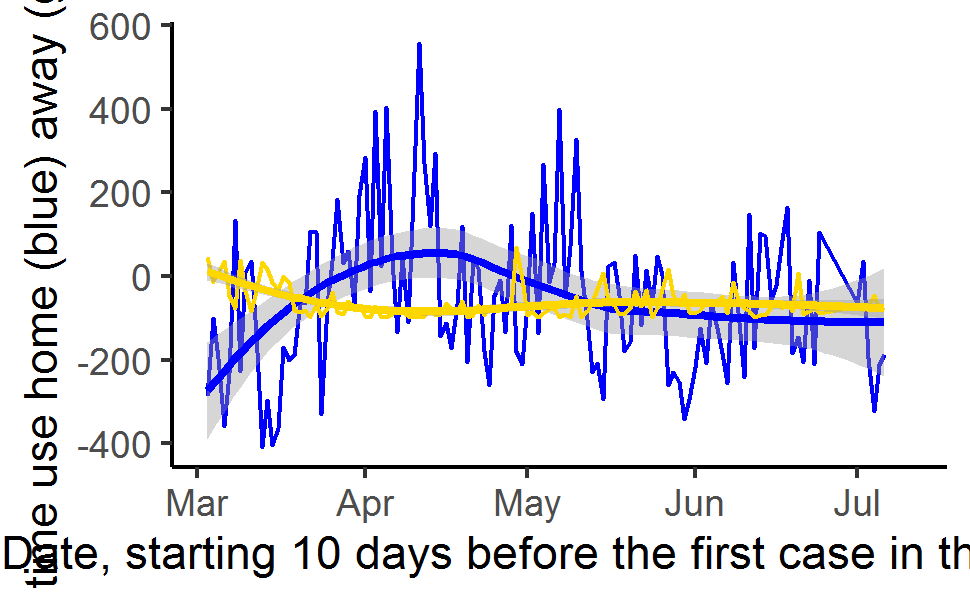 time use home (blue) away (
600
400
200
0
-200
-400
Mar Apr May Jun Jul
Date, starting 10 days before the first case in th